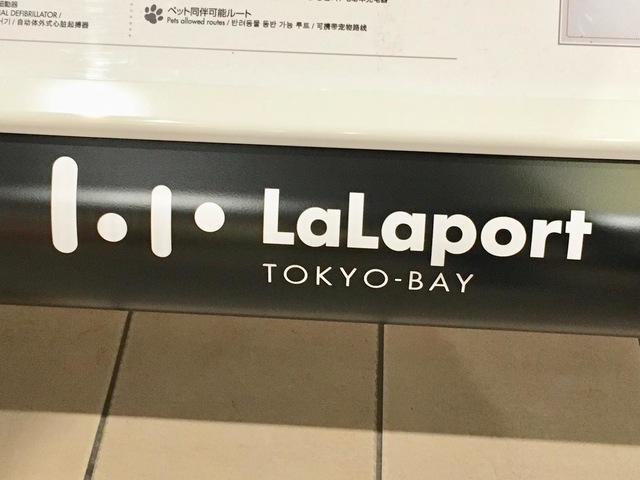 AL DEFIBRILLATOR /
自动体外式心脏起搏器
ペット同伴可能ルート
Pets allowed routes / 반려동물 동반 가능 루트 / 可携带宠物路线
LaLaport
TOKYO-BAY